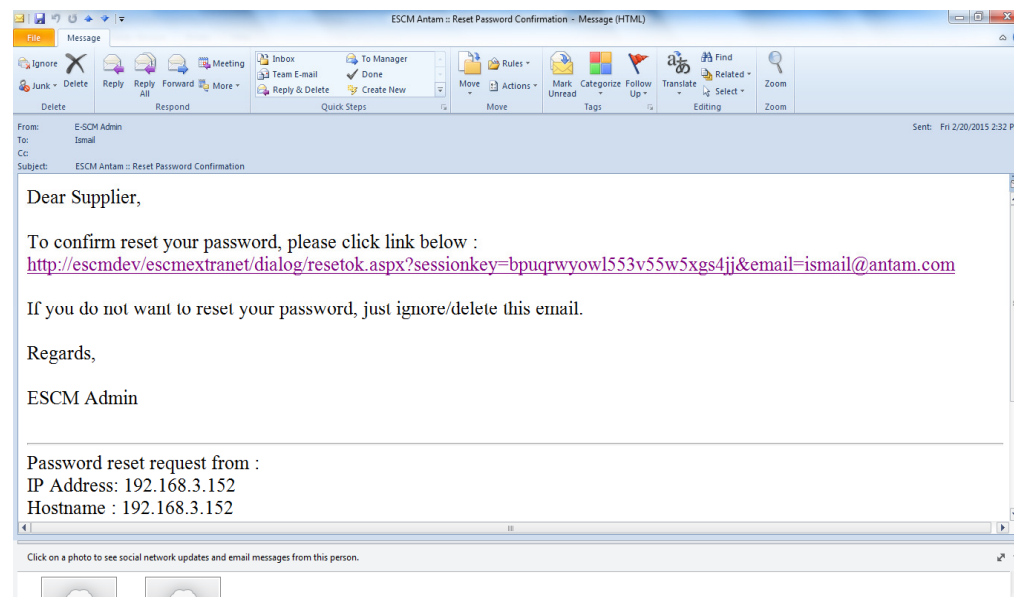 ESCM Antam :: Reset Password Confirmation - Message (HTML)
File Message
Ignore
Junk
Delete
Delete
Reply
Reply All
Forward
Meeting
More
Respond
Inbox
Team E-mail
Reply & Delete
To Manager
Done
Create New
Quick Steps
Move
Rules
Actions
Move
Mark Unread
Categorize
Follow Up
Tags
Translate
Find
Related
Select
Editing
Zoom
Zoom
From: E-SCM Admin
Sent: Fri 2/20/2015 2:32 P
To: Ismail
Cc:
Subject: ESCM Antam :: Reset Password Confirmation
Dear Supplier,
To confirm reset your password, please click link below :
http://escmdev/escmextranet/dialog/resetok.aspx?sessionkey=bpuqrwyowl553v55w5xgs4jj&email=ismail@antam.com
If you do not want to reset your password, just ignore/delete this email.
Regards,
ESCM Admin
Password reset request from :
IP Address: 192.168.3.152
Hostname : 192.168.3.152
Click on a photo to see social network updates and email messages from this person.